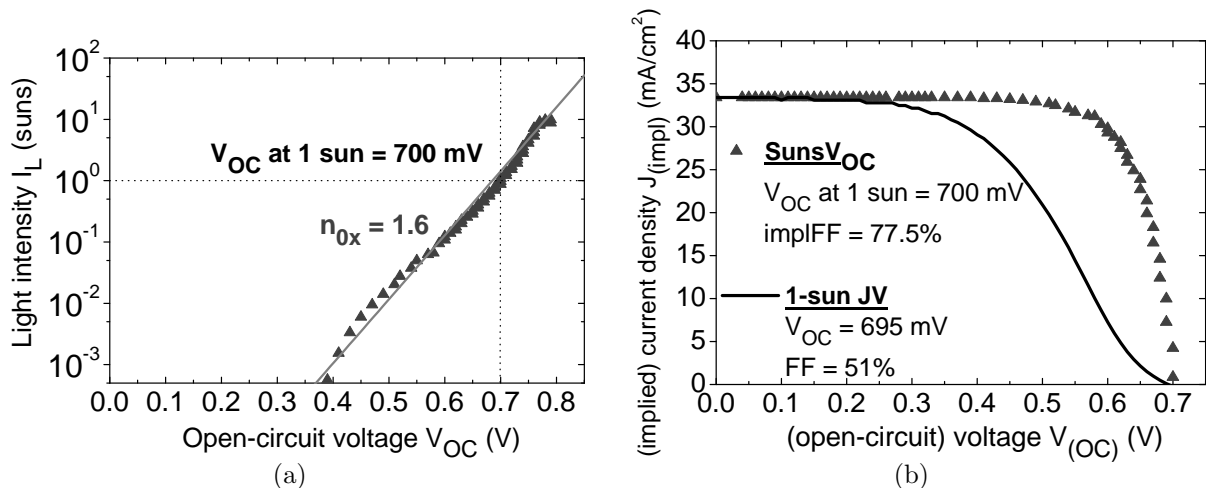 Light intensity I_L (suns)
10^2
10^1
10^0
10^-1
10^-2
10^-3
V_OC at 1 sun = 700 mV
n_0x = 1.6
0.0 0.1 0.2 0.3 0.4 0.5 0.6 0.7 0.8
Open-circuit voltage V_OC (V)
(a)
(implied) current density J_(impl) (mA/cm^2)
40
35
30
25
20
15
10
5
0
SunsV_OC
V_OC at 1 sun = 700 mV
implFF = 77.5%
1-sun JV
V_OC = 695 mV
FF = 51%
0.0 0.1 0.2 0.3 0.4 0.5 0.6 0.7
(open-circuit) voltage V_(OC) (V)
(b)